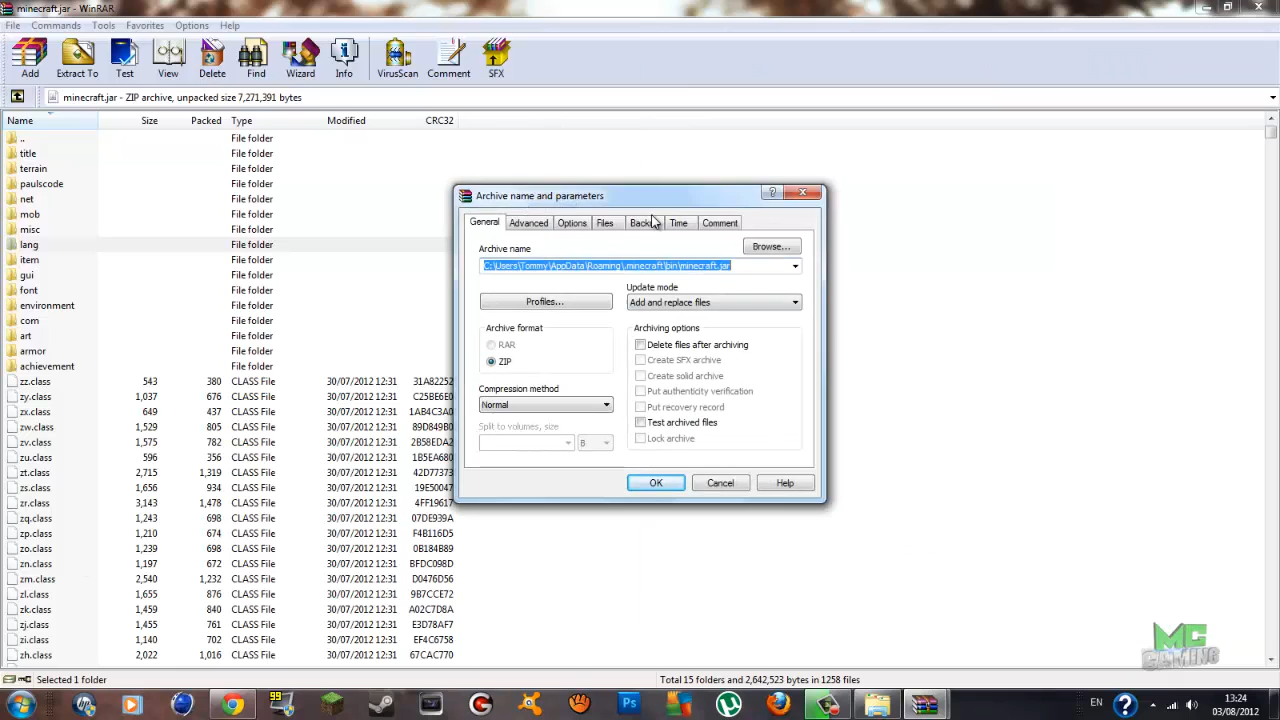 minecraft.jar - WinRAR
File Commands Tools Favorites Options Help
Add Extract To Test View Delete Find Wizard Info VirusScan Comment SFX
minecraft.jar - ZIP archive, unpacked size 7,271,391 bytes
Name Size Packed Type Modified CRC32
.. File folder
title File folder
terrain File folder
paulscode File folder
net File folder
mob File folder
misc File folder
lang File folder
item File folder
gui File folder
font File folder
environment File folder
com File folder
art File folder
armor File folder
achievement File folder
zz.class 543 380 CLASS File 30/07/2012 12:31 31A82252
zy.class 1,037 676 CLASS File 30/07/2012 12:31 C25BE6E0
zx.class 649 437 CLASS File 30/07/2012 12:31 1AB4C3A0
zw.class 1,529 805 CLASS File 30/07/2012 12:31 89D849B0
zv.class 1,575 782 CLASS File 30/07/2012 12:31 2B58EDA2
zu.class 596 356 CLASS File 30/07/2012 12:31 1B5EA680
zt.class 2,715 1,319 CLASS File 30/07/2012 12:31 42D77373
zs.class 1,656 934 CLASS File 30/07/2012 12:31 19E50047
zr.class 3,143 1,478 CLASS File 30/07/2012 12:31 4FF19617
zq.class 1,243 698 CLASS File 30/07/2012 12:31 07DE939A
zp.class 1,210 674 CLASS File 30/07/2012 12:31 F4B116D5
zo.class 1,239 698 CLASS File 30/07/2012 12:31 0B184B89
zn.class 1,197 672 CLASS File 30/07/2012 12:31 BFDC098D
zm.class 2,540 1,232 CLASS File 30/07/2012 12:31 D0476D56
zl.class 1,655 876 CLASS File 30/07/2012 12:31 9B7CCE72
zk.class 1,459 840 CLASS File 30/07/2012 12:31 A02C7D8A
zj.class 1,455 761 CLASS File 30/07/2012 12:31 E3D78AF7
zi.class 1,140 702 CLASS File 30/07/2012 12:31 EF4C6758
zh.class 2,022 1,016 CLASS File 30/07/2012 12:31 67CAC770
Archive name and parameters
General Advanced Options Files Time Comment
Archive name
Browse...
C:\Users\Tommy\AppData\Roaming\.minecraft\bin\minecraft.jar
Profiles...
Update mode
Add and replace files
Archive format
RAR
ZIP
Compression method
Normal
Split to volumes, size
B
Archiving options
Delete files after archiving
Create SFX archive
Create solid archive
Put authenticity verification
Put recovery record
Test archived files
Lock archive
OK Cancel Help
MC
GAMING
Selected 1 folder
Total 15 folders and 2,642,523 bytes in 1258 files
99
EN
13:24
03/08/2012